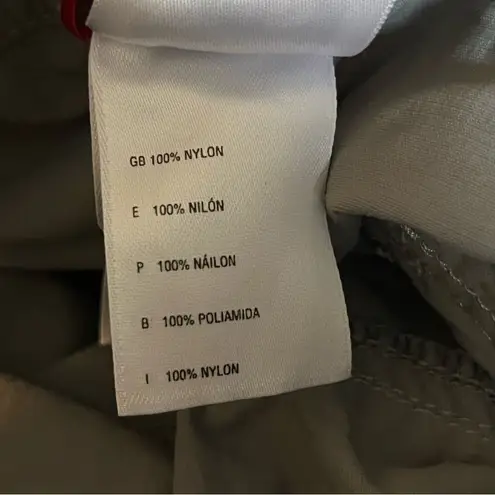 GB 100% NYLON
E 100% NILÓN
P 100% NÁILON
B 100% POLIAMIDA
I 100% NYLON